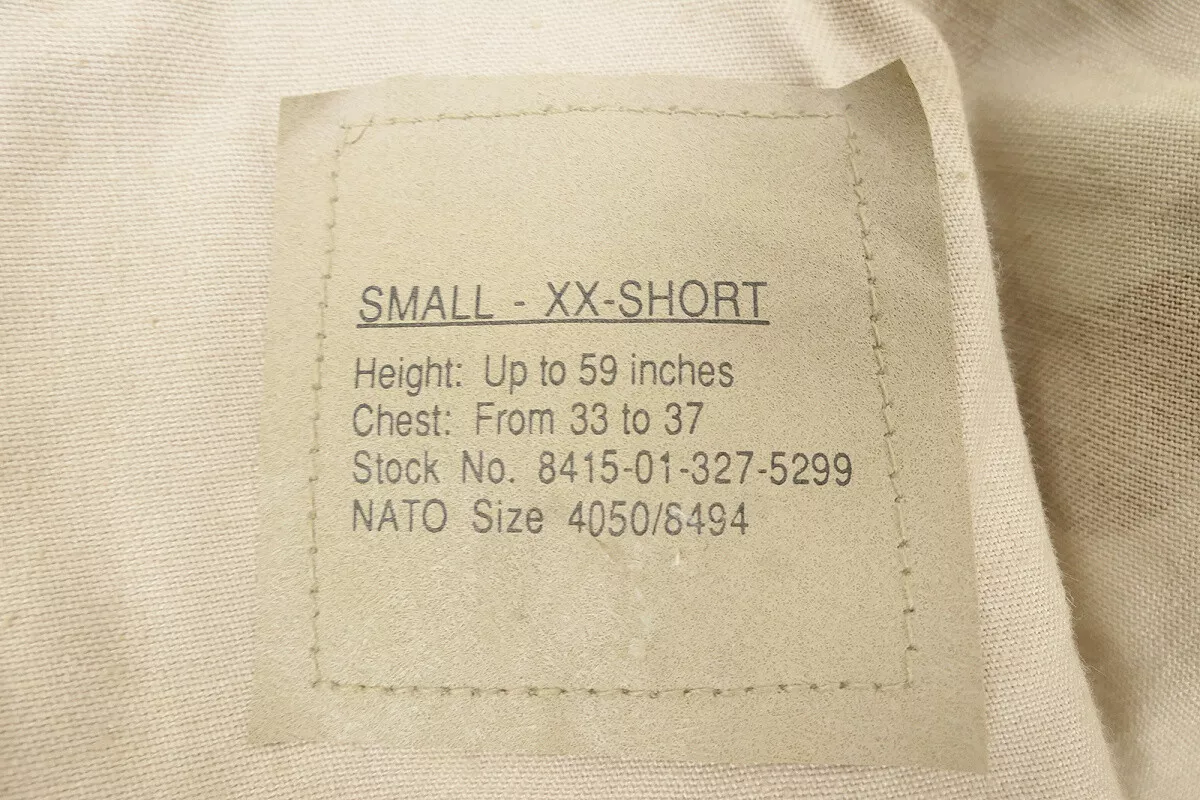 SMALL - XX-SHORT
Height: Up to 59 inches
Chest: From 33 to 37
Stock No. 8415-01-327-5299
NATO Size 4050/8494